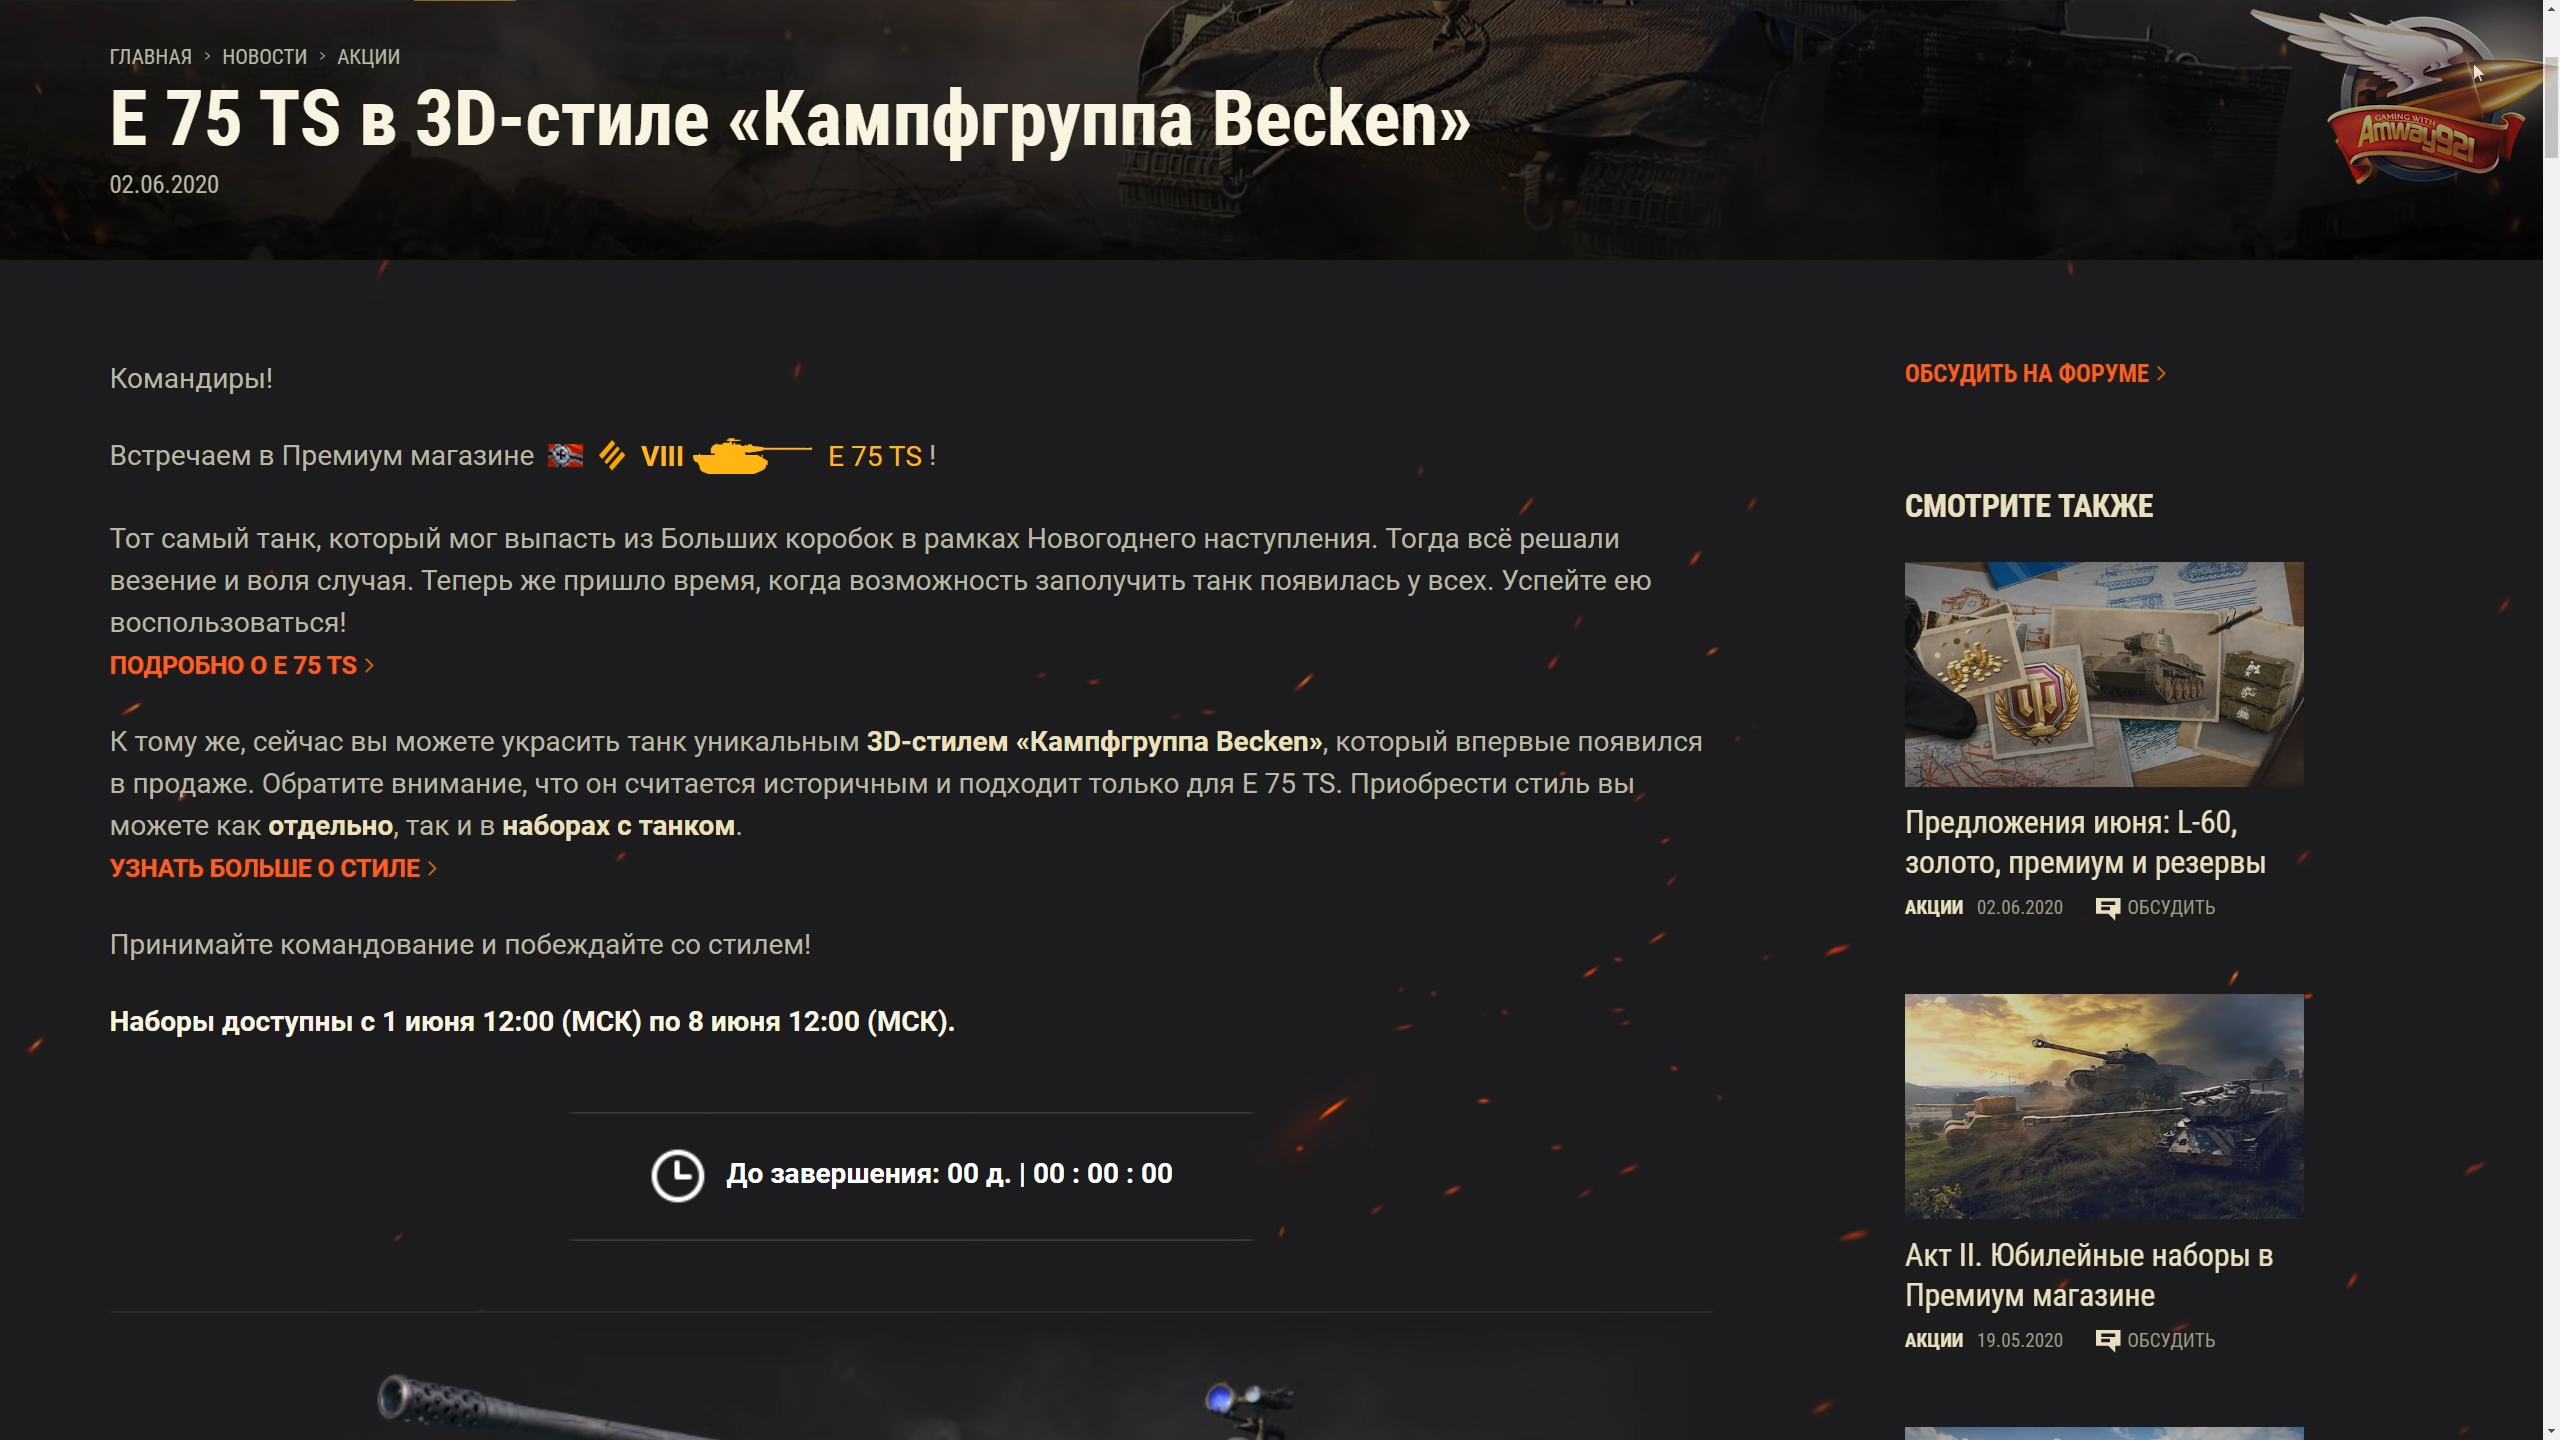 ГЛАВНАЯ > НОВОСТИ > АКЦИИ
E 75 TS в 3D-стиле «Кампфгруппа Becken»
02.06.2020
GAMING WITH
Amway921
Командиры!
Встречаем в Премиум магазине VIII E 75 TS !
Тот самый танк, который мог выпасть из Больших коробок в рамках Новогоднего наступления. Тогда всё решали
везение и воля случая. Теперь же пришло время, когда возможность заполучить танк появилась у всех. Успейте ею
воспользоваться!
ПОДРОБНО О E 75 TS >
К тому же, сейчас вы можете украсить танк уникальным 3D-стилем «Кампфгруппа Becken», который впервые появился
в продаже. Обратите внимание, что он считается историчным и подходит только для E 75 TS. Приобрести стиль вы
можете как отдельно, так и в наборах с танком.
УЗНАТЬ БОЛЬШЕ О СТИЛЕ >
Принимайте командование и побеждайте со стилем!
Наборы доступны с 1 июня 12:00 (МСК) по 8 июня 12:00 (МСК).
До завершения: 00 д. | 00 : 00 : 00
ОБСУДИТЬ НА ФОРУМЕ >
СМОТРИТЕ ТАКЖЕ
Предложения июня: L-60,
золото, премиум и резервы
АКЦИИ 02.06.2020 ОБСУДИТЬ
Акт II. Юбилейные наборы в
Премиум магазине
АКЦИИ 19.05.2020 ОБСУДИТЬ